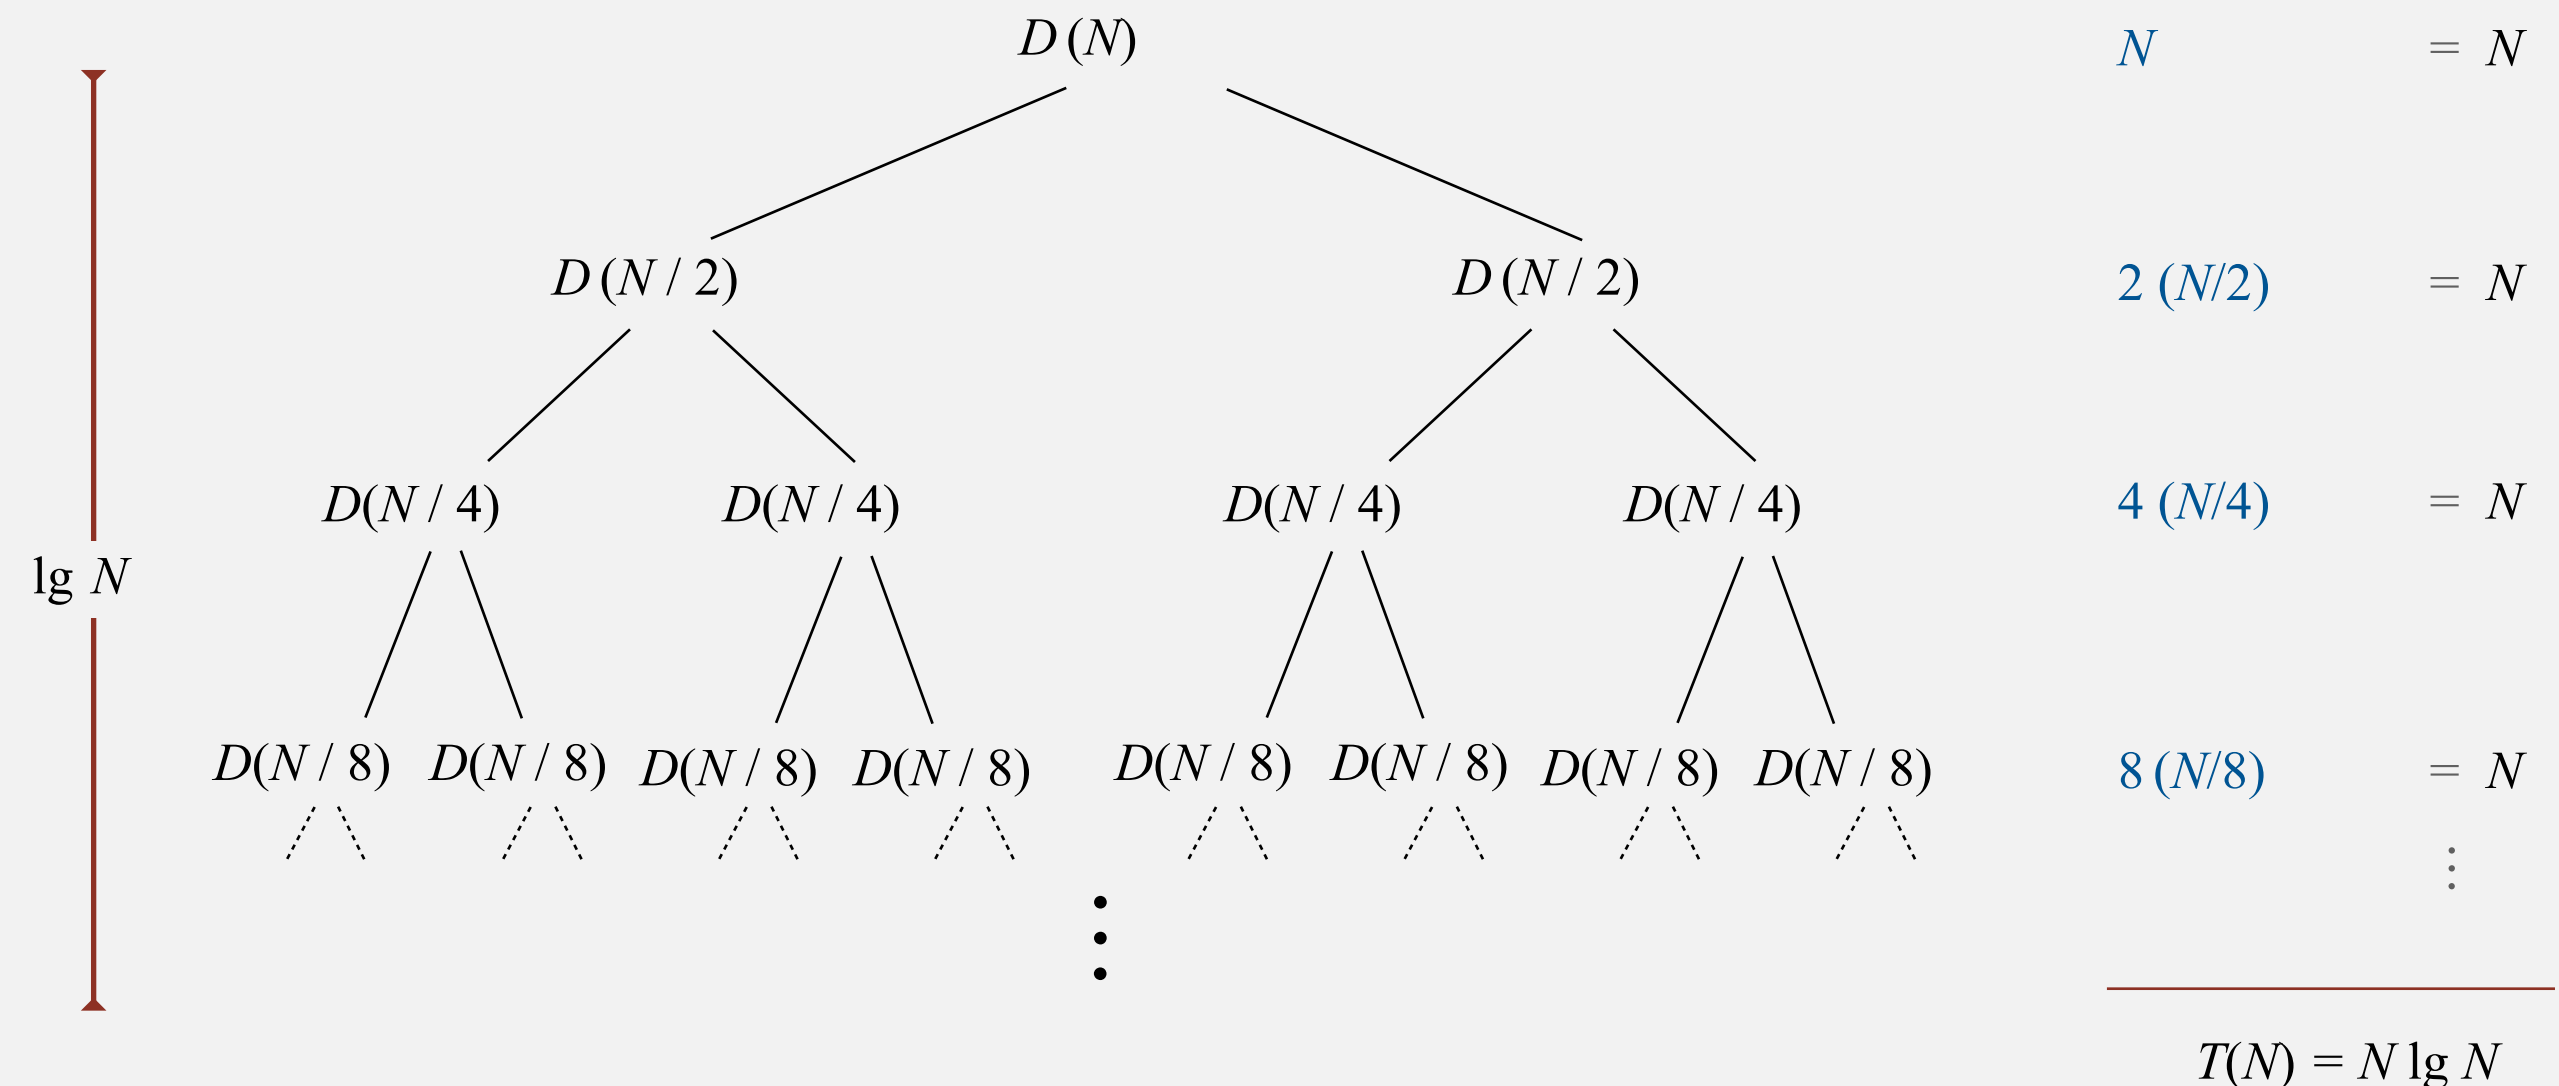 D (N) N = N
D (N / 2) D (N / 2) 2 (N/2) = N
D(N / 4) D(N / 4) D(N / 4) D(N / 4) 4 (N/4) = N
lg N
D(N / 8) D(N / 8) D(N / 8) D(N / 8) D(N / 8) D(N / 8) D(N / 8) D(N / 8) 8 (N/8) = N
⋮
⋮
T(N) = N lg N